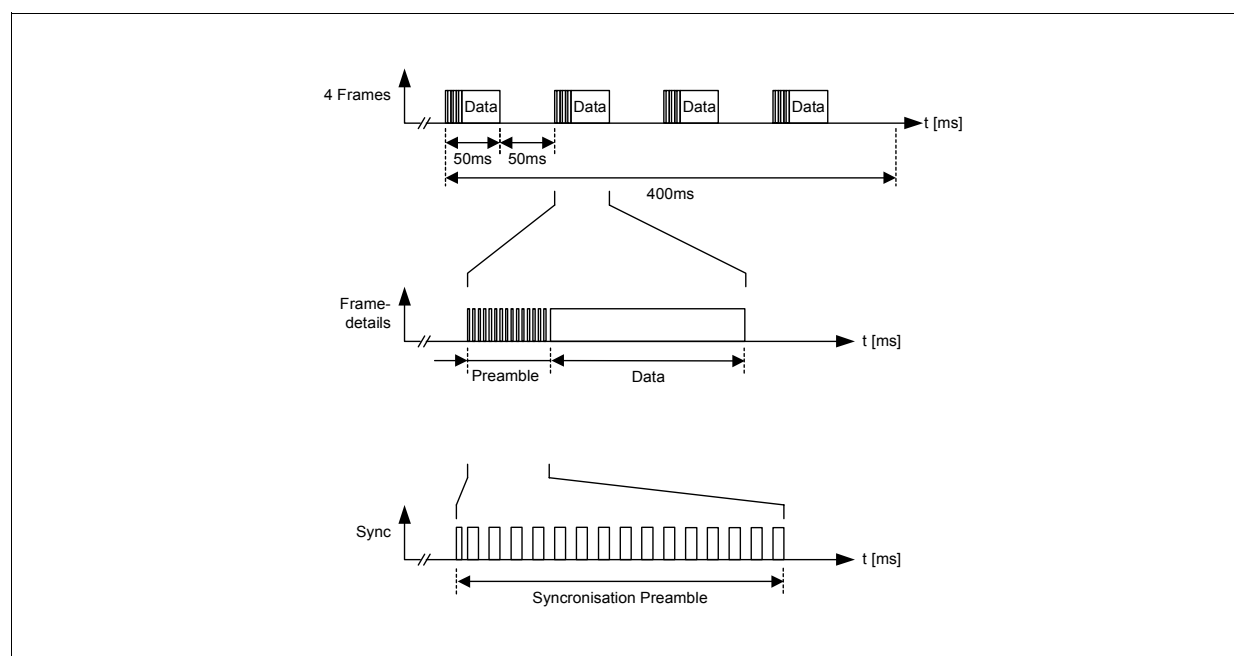 4 Frames
Data
Data
Data
Data
t [ms]
50ms
50ms
400ms
Frame-
details
t [ms]
Preamble
Data
Sync
t [ms]
Syncronisation Preamble